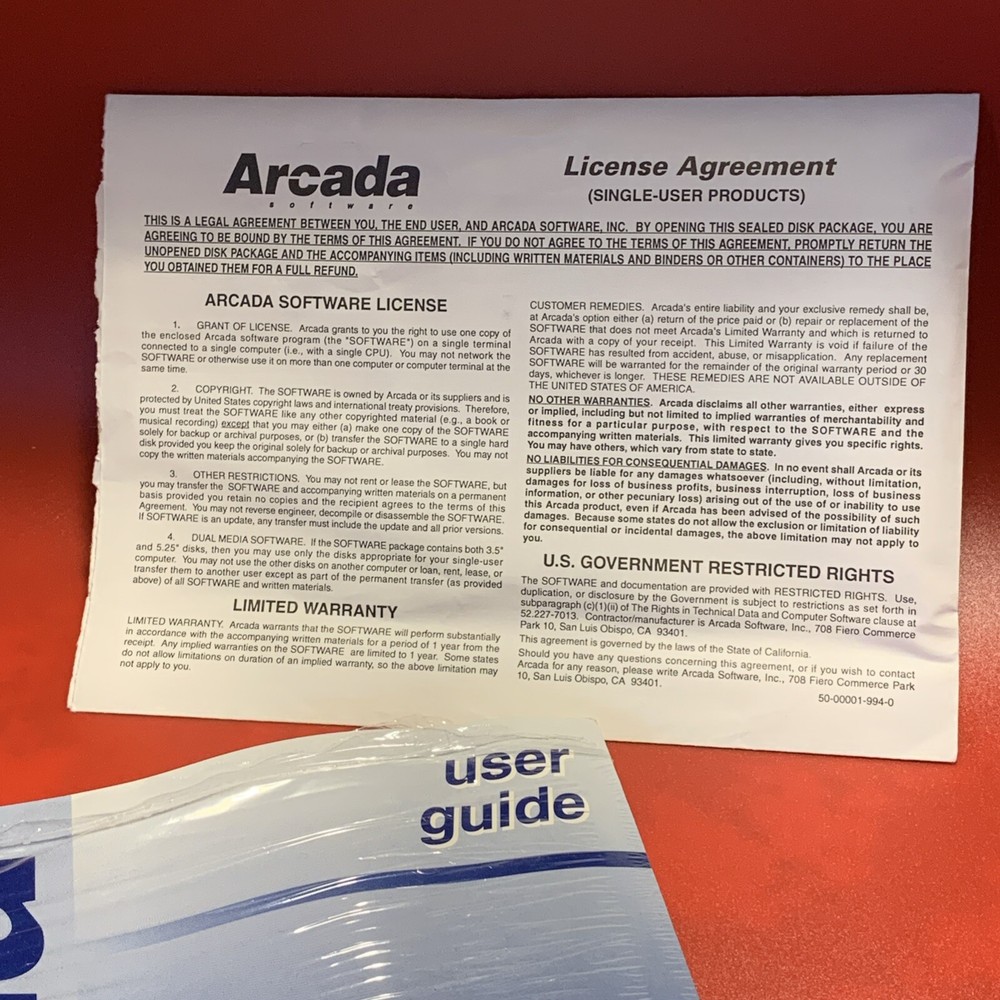 Arcada
software
License Agreement
(SINGLE-USER PRODUCTS)
THIS IS A LEGAL AGREEMENT BETWEEN YOU, THE END USER, AND ARCADA SOFTWARE, INC. BY OPENING THIS SEALED DISK PACKAGE, YOU ARE
AGREEING TO BE BOUND BY THE TERMS OF THIS AGREEMENT. IF YOU DO NOT AGREE TO THE TERMS OF THIS AGREEMENT, PROMPTLY RETURN THE
UNOPENED DISK PACKAGE AND THE ACCOMPANYING ITEMS (INCLUDING WRITTEN MATERIALS AND BINDERS OR OTHER CONTAINERS) TO THE PLACE
YOU OBTAINED THEM FOR A FULL REFUND.
ARCADA SOFTWARE LICENSE
1. GRANT OF LICENSE. Arcada grants to you the right to use one copy of
the enclosed Arcada software program (the "SOFTWARE") on a single terminal
connected to a single computer (i.e., with a single CPU). You may not network the
SOFTWARE or otherwise use it on more than one computer or computer terminal at the
same time.
2. COPYRIGHT. The SOFTWARE is owned by Arcada or its suppliers and is
protected by United States copyright laws and international treaty provisions. Therefore,
you must treat the SOFTWARE like any other copyrighted material (e.g., a book or
musical recording) except that you may either (a) make one copy of the SOFTWARE
solely for backup or archival purposes, or (b) transfer the SOFTWARE to a single hard
disk provided you keep the original solely for backup or archival purposes. You may not
copy the written materials accompanying the SOFTWARE.
3. OTHER RESTRICTIONS. You may not rent or lease the SOFTWARE, but
you may transfer the SOFTWARE and accompanying written materials on a permanent
basis provided you retain no copies and the recipient agrees to the terms of this
Agreement. You may not reverse engineer, decompile or disassemble the SOFTWARE.
If SOFTWARE is an update, any transfer must include the update and all prior versions.
4. DUAL MEDIA SOFTWARE. If the SOFTWARE package contains both 3.5"
and 5.25" disks, then you may use only the disks appropriate for your single-user
computer. You may not use the other disks on another computer or loan, rent, lease, or
transfer them to another user except as part of the permanent transfer (as provided
above) of all SOFTWARE and written materials.
LIMITED WARRANTY
LIMITED WARRANTY. Arcada warrants that the SOFTWARE will perform substantially
in accordance with the accompanying written materials for a period of 1 year from the
receipt. Any implied warranties on the SOFTWARE are limited to 1 year. Some states
do not allow limitations on duration of an implied warranty, so the above limitation may
not apply to you.
CUSTOMER REMEDIES. Arcada's entire liability and your exclusive remedy shall be,
at Arcada's option either (a) return of the price paid or (b) repair or replacement of the
SOFTWARE that does not meet Arcada's Limited Warranty and which is returned to
Arcada with a copy of your receipt. This Limited Warranty is void if failure of the
SOFTWARE has resulted from accident, abuse, or misapplication. Any replacement
SOFTWARE will be warranted for the remainder of the original warranty period or 30
days, whichever is longer. THESE REMEDIES ARE NOT AVAILABLE OUTSIDE OF
THE UNITED STATES OF AMERICA.
NO OTHER WARRANTIES. Arcada disclaims all other warranties, either express
or implied, including but not limited to implied warranties of merchantability and
fitness for a particular purpose, with respect to the SOFTWARE and the
accompanying written materials. This limited warranty gives you specific rights.
You may have others, which vary from state to state.
NO LIABILITIES FOR CONSEQUENTIAL DAMAGES. In no event shall Arcada or its
suppliers be liable for any damages whatsoever (including, without limitation,
damages for loss of business profits, business interruption, loss of business
information, or other pecuniary loss) arising out of the use of or inability to use
this Arcada product, even if Arcada has been advised of the possibility of such
damages. Because some states do not allow the exclusion or limitation of liability
for consequential or incidental damages, the above limitation may not apply to
you.
U.S. GOVERNMENT RESTRICTED RIGHTS
The SOFTWARE and documentation are provided with RESTRICTED RIGHTS. Use,
duplication, or disclosure by the Government is subject to restrictions as set forth in
subparagraph (c)(1)(ii) of The Rights in Technical Data and Computer Software clause at
52.227-7013. Contractor/manufacturer is Arcada Software, Inc., 708 Fiero Commerce
Park 10, San Luis Obispo, CA 93401.
This agreement is governed by the laws of the State of California.
Should you have any questions concerning this agreement, or if you wish to contact
Arcada for any reason, please write Arcada Software, Inc., 708 Fiero Commerce Park
10, San Luis Obispo, CA 93401.
50-00001-994-0
user
guide